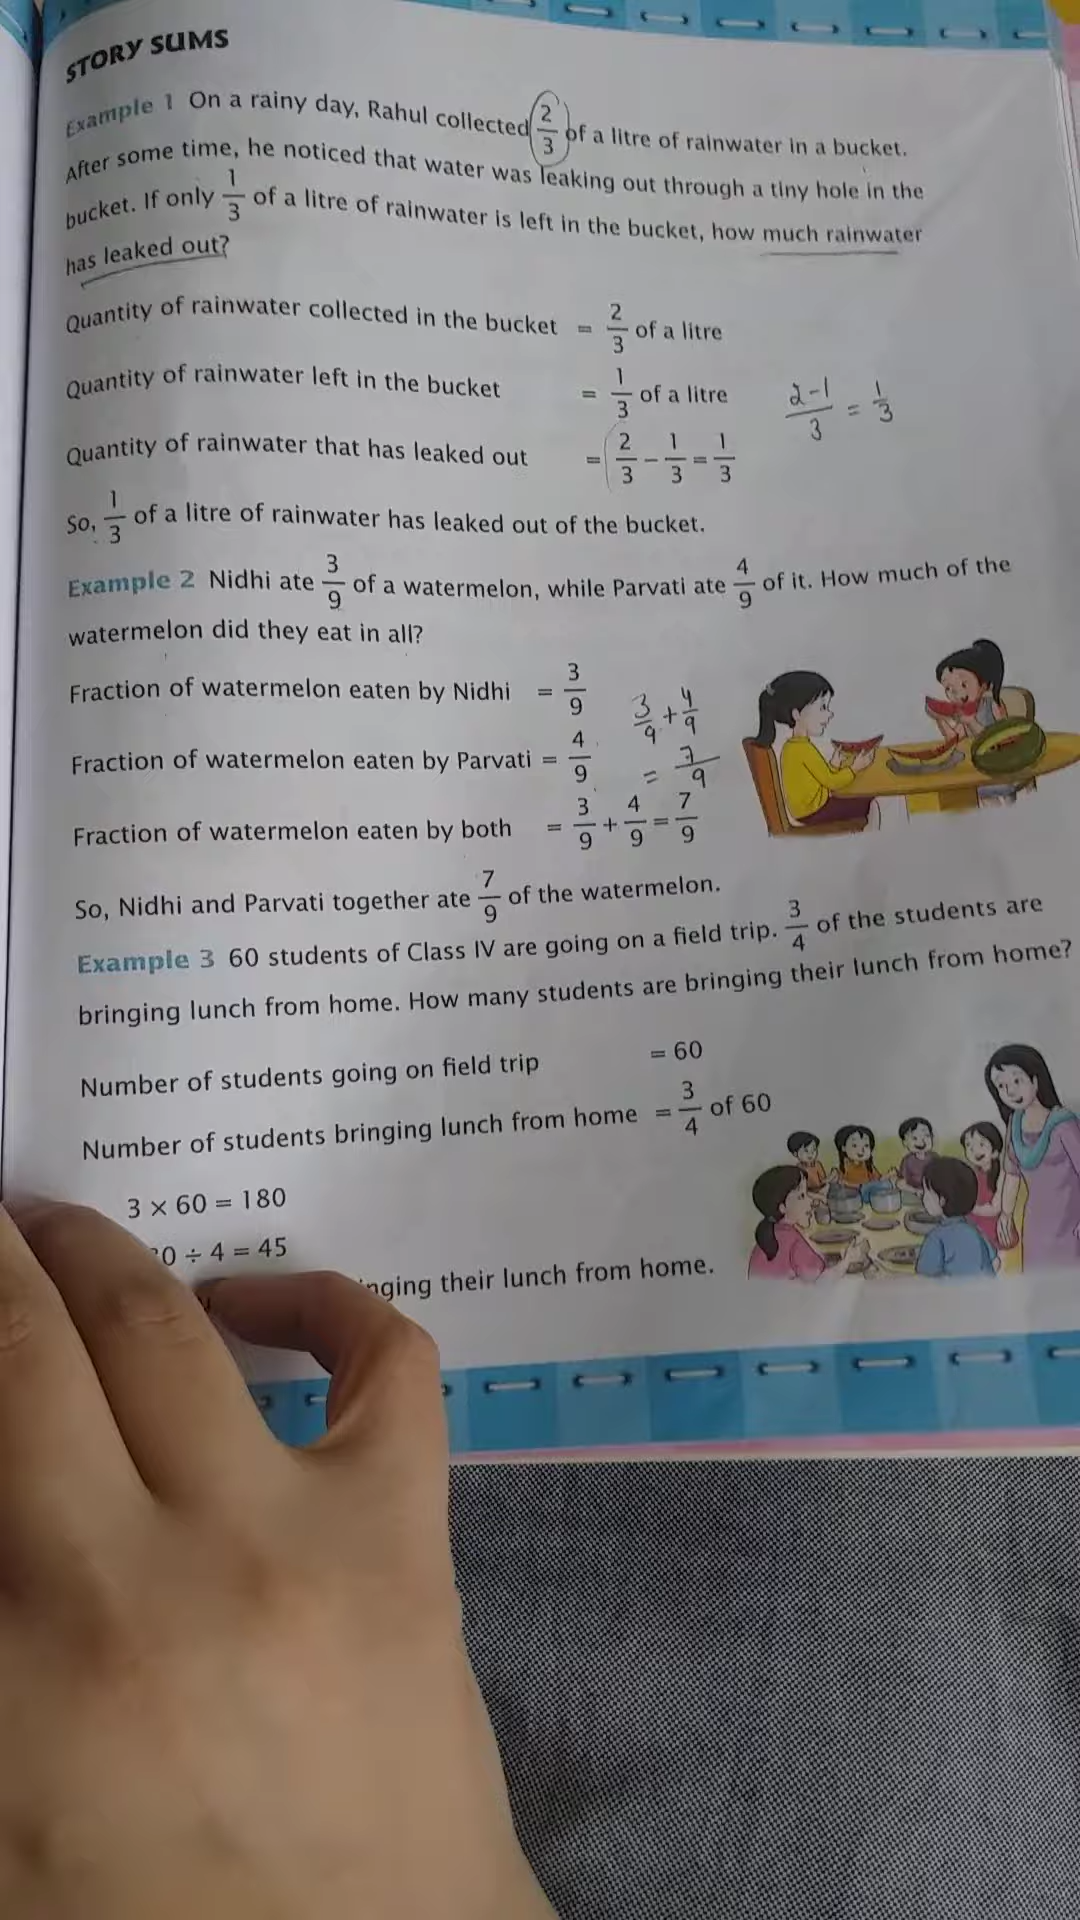 STORY SUMS
Example 1 On a rainy day, Rahul collected 2/3 of a litre of rainwater in a bucket.
After some time, he noticed that water was leaking out through a tiny hole in the
bucket. If only 1/3 of a litre of rainwater is left in the bucket, how much rainwater
has leaked out?
Quantity of rainwater collected in the bucket = 2/3 of a litre
Quantity of rainwater left in the bucket = 1/3 of a litre
2-1/3 = 1/3
Quantity of rainwater that has leaked out = 2/3 - 1/3 = 1/3
So, 1/3 of a litre of rainwater has leaked out of the bucket.
Example 2 Nidhi ate 3/9 of a watermelon, while Parvati ate 4/9 of it. How much of the
watermelon did they eat in all?
Fraction of watermelon eaten by Nidhi = 3/9
3/9 + 4/9
Fraction of watermelon eaten by Parvati = 4/9
= 7/9
Fraction of watermelon eaten by both = 3/9 + 4/9 = 7/9
So, Nidhi and Parvati together ate 7/9 of the watermelon.
Example 3 60 students of Class IV are going on a field trip. 3/4 of the students are
bringing lunch from home. How many students are bringing their lunch from home?
Number of students going on field trip = 60
Number of students bringing lunch from home = 3/4 of 60
3 × 60 = 180
÷ 4 = 45
their lunch from home.